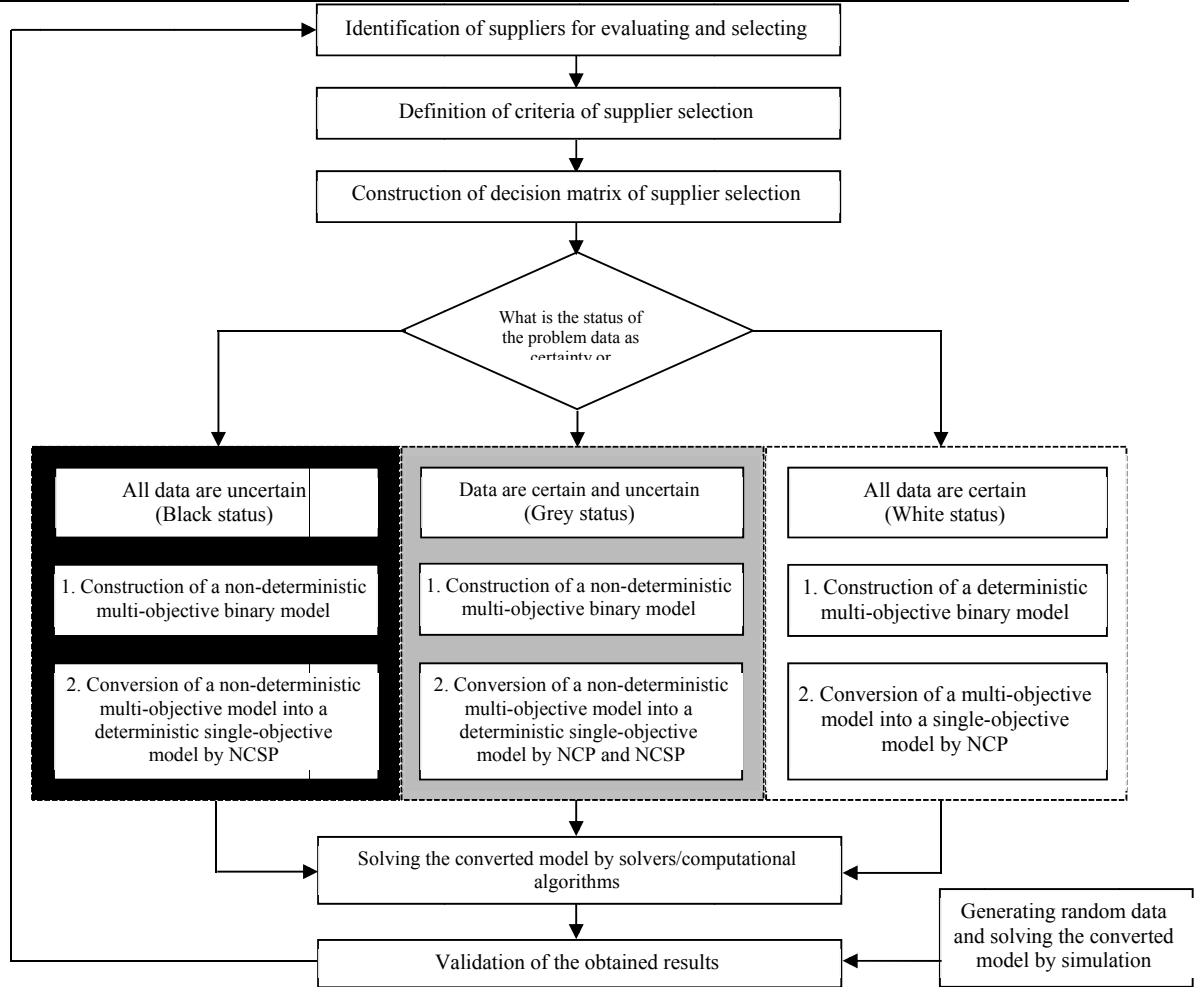 Identification of suppliers for evaluating and selecting
Definition of criteria of supplier selection
Construction of decision matrix of supplier selection
What is the status of
the problem data as
certainty or
All data are uncertain
(Black status)
1. Construction of a non-deterministic
multi-objective binary model
2. Conversion of a non-deterministic
multi-objective model into a
deterministic single-objective
model by NCSP
Data are certain and uncertain
(Grey status)
1. Construction of a non-deterministic
multi-objective binary model
2. Conversion of a non-deterministic
multi-objective model into a
deterministic single-objective
model by NCP and NCSP
All data are certain
(White status)
1. Construction of a deterministic
multi-objective binary model
2. Conversion of a multi-objective
model into a single-objective
model by NCP
Solving the converted model by solvers/computational
algorithms
Generating random data
and solving the converted
model by simulation
Validation of the obtained results